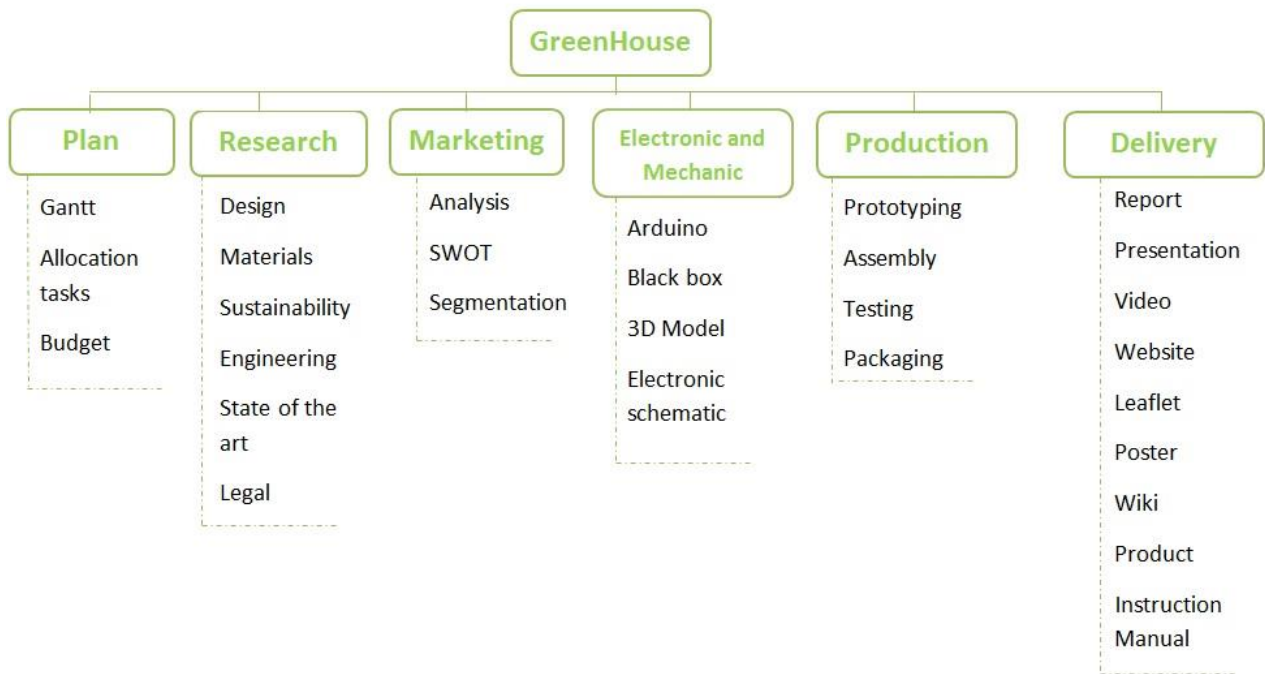 GreenHouse
Plan
Gantt
Allocation
tasks
Budget
Research
Design
Materials
Sustainability
Engineering
State of the
art
Legal
Marketing
Analysis
SWOT
Segmentation
Electronic and
Mechanic
Arduino
Black box
3D Model
Electronic
schematic
Production
Prototyping
Assembly
Testing
Packaging
Delivery
Report
Presentation
Video
Website
Leaflet
Poster
Wiki
Product
Instruction
Manual